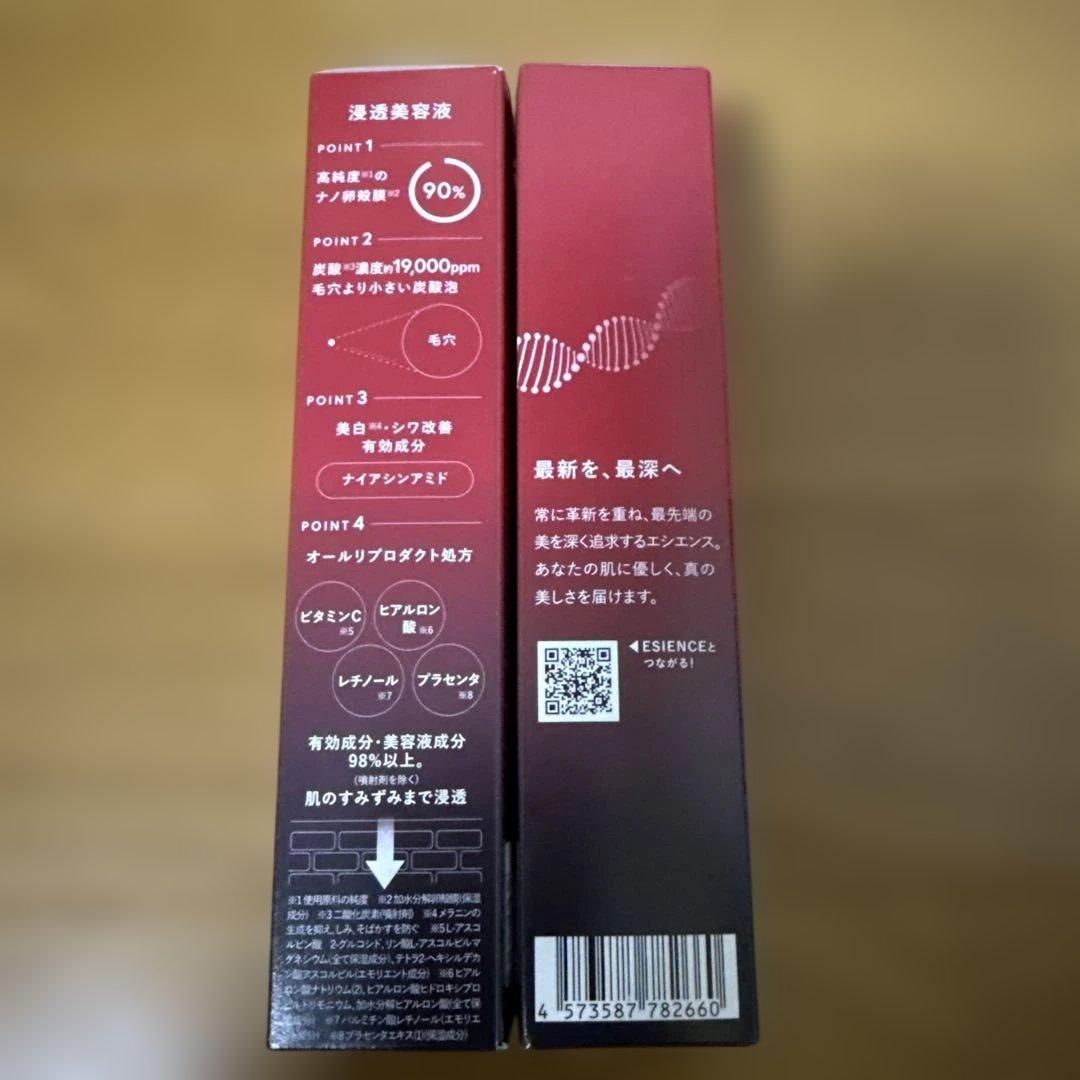 浸透美容液
POINT 1
高純度※1の
ナノ卵殻膜※2
90%
POINT 2
炭酸※3濃度約19,000ppm
毛穴より小さい炭酸泡
毛穴
POINT 3
美白※4・シワ改善
有効成分
ナイアシンアミド
POINT 4
オールリプロダクト処方
ビタミンC
※5
ヒアルロン
酸※6
レチノール
※7
プラセンタ
※8
有効成分・美容液成分
98%以上。
(噴射剤を除く)
肌のすみずみまで浸透
※1 使用原料の純度 ※2 加水分解卵殻膜(保湿
成分) ※3 二酸化炭素(噴射剤) ※4 メラニンの
生成を抑え、しみ、そばかすを防ぐ ※5 L-アスコ
ルビン酸 2-グルコシド、リン酸L-アスコルビルマ
グネシウム(全て保湿成分)、テトラ2-ヘキシルデカ
ン酸アスコルビル(エモリエント成分) ※6 ヒアル
ロン酸ナトリウム(2)、ヒアルロン酸ヒドロキシプロ
ピルトリモニウム、加水分解ヒアルロン酸(全て保
湿成分) ※7 パルミチン酸レチノール(エモリエ
ント成分) ※8 プラセンタエキス(1)(保湿成分)
最新を、最深へ
常に革新を重ね、最先端の
美を深く追求するエシエンス。
あなたの肌に優しく、真の
美しさを届けます。
◀ESIENCEと
つながる!
4 573587 782660